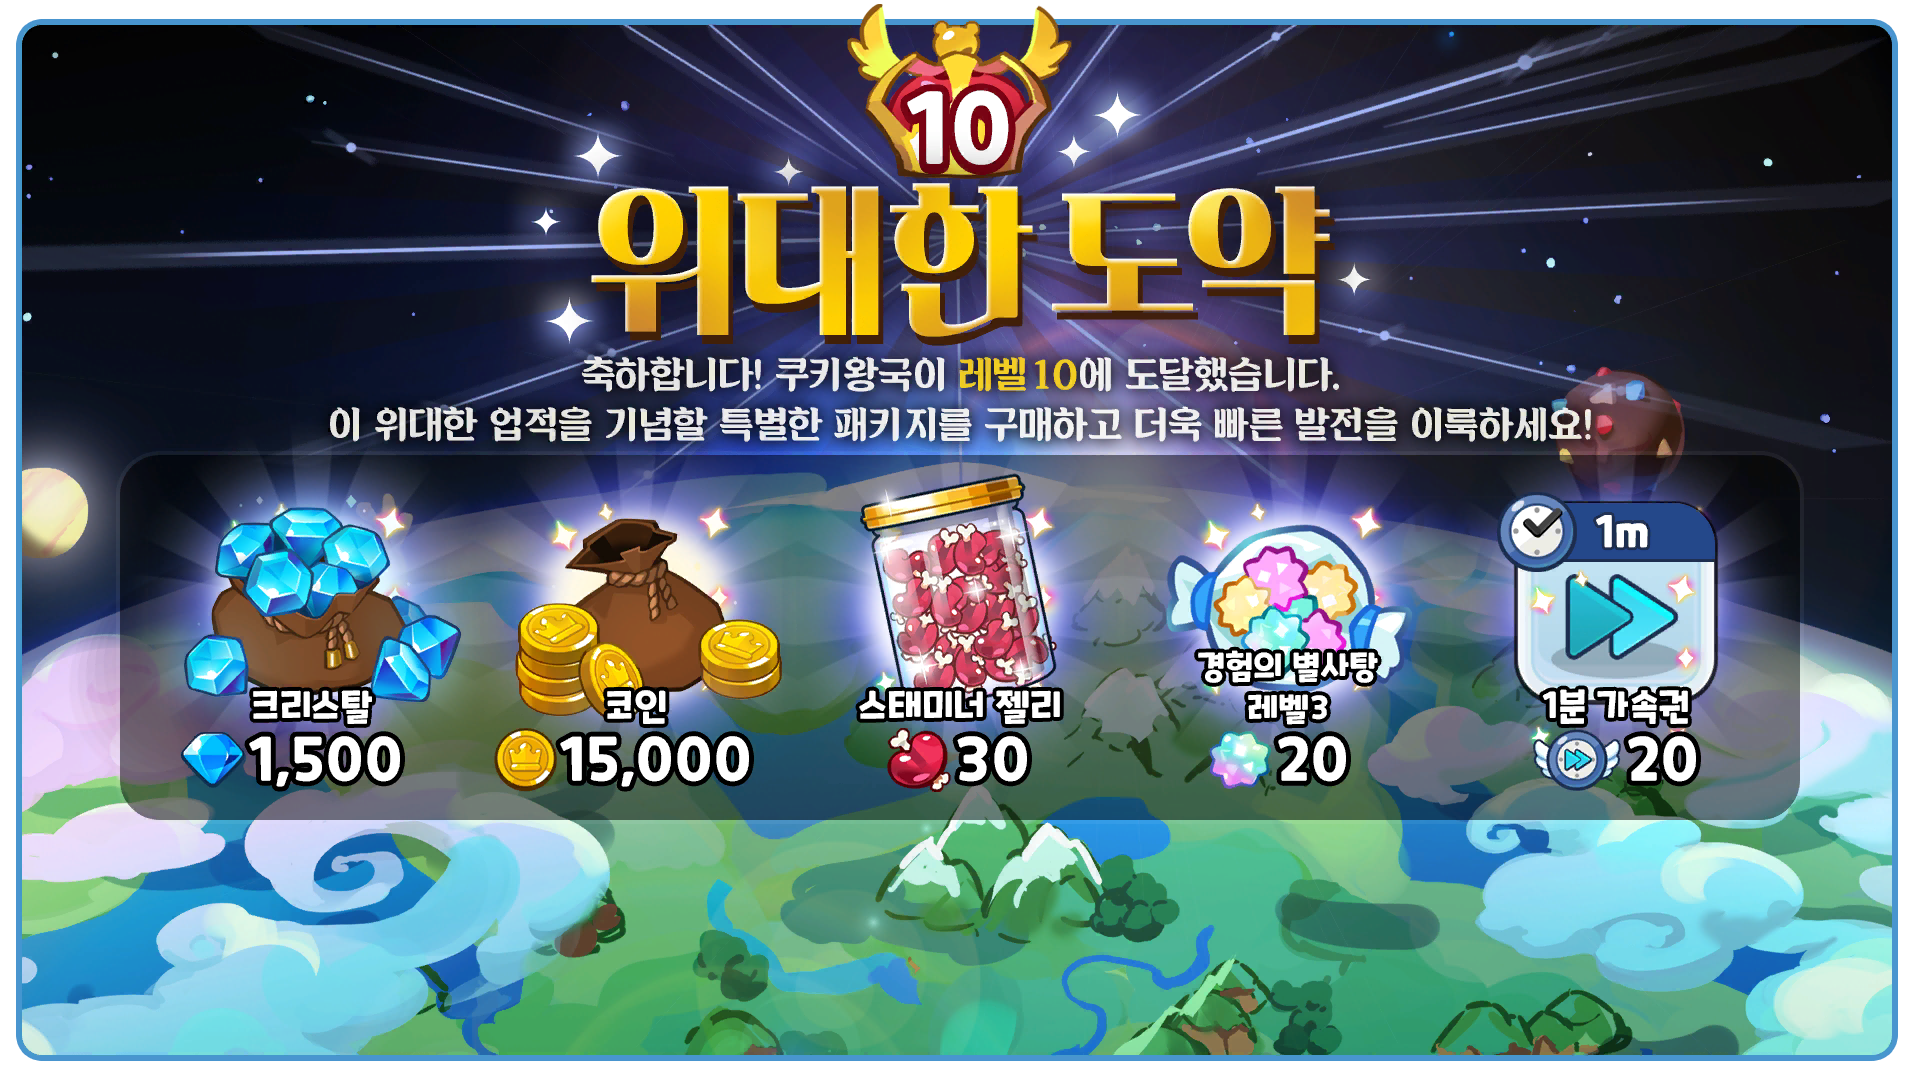 10
위대한 도약
축하합니다! 쿠키왕국이 레벨 10에 도달했습니다.
이 위대한 업적을 기념할 특별한 패키지를 구매하고 더욱 빠른 발전을 이룩하세요!
크리스탈
1,500
코인
15,000
스태미너 젤리
30
경험의 별사탕
레벨3
20
1m
1분 가속권
20